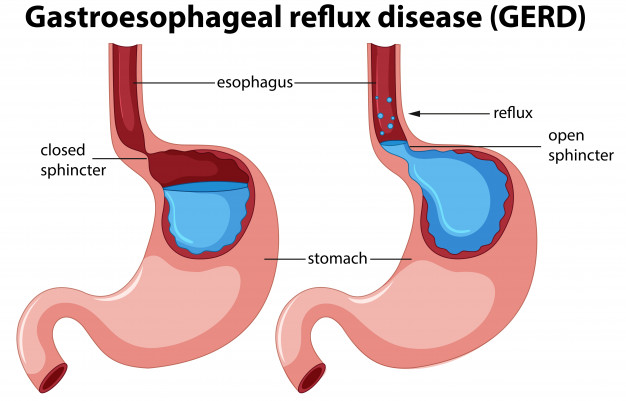 Gastroesophageal reflux disease (GERD)
esophagus
reflux
closed
sphincter
open
sphincter
stomach